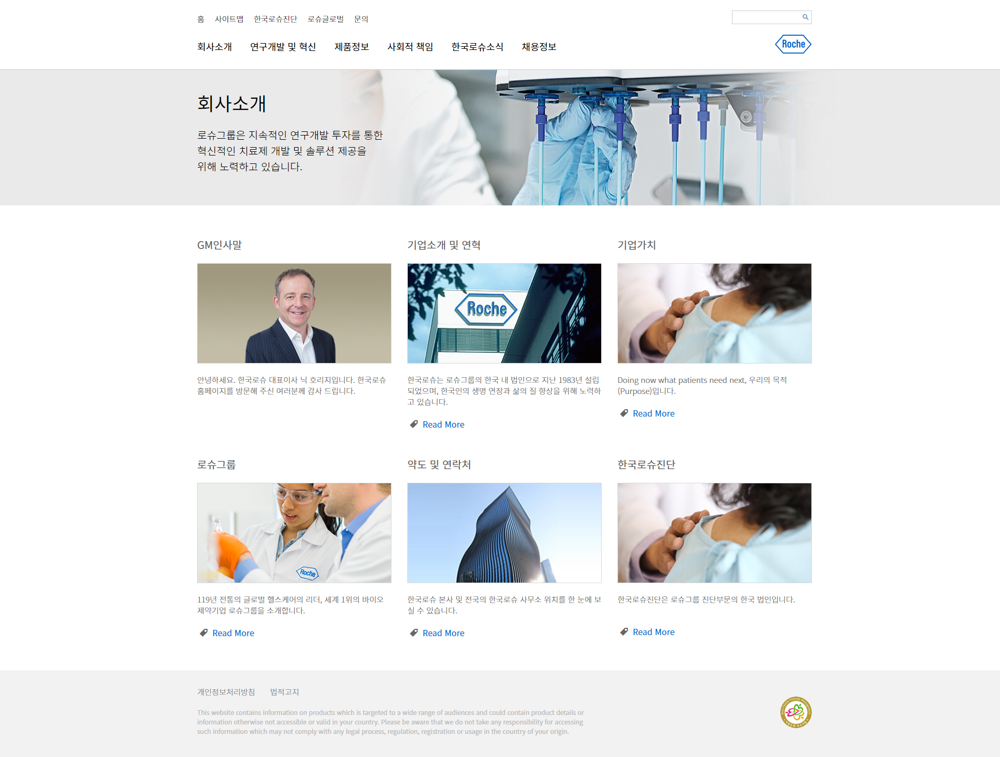 홈 사이트맵 한국로슈진단 로슈글로벌 문의
회사소개 연구개발 및 혁신 제품정보 사회적 책임 한국로슈소식 채용정보
Roche
회사소개
로슈그룹은 지속적인 연구개발 투자를 통한
혁신적인 치료제 개발 및 솔루션 제공을
위해 노력하고 있습니다.
GM인사말
안녕하세요. 한국로슈 대표이사 닉 호리지입니다. 한국로슈
홈페이지를 방문해 주신 여러분께 감사 드립니다.
기업소개 및 연혁
Roche
한국로슈는 로슈그룹의 한국 내 법인으로 지난 1983년 설립
되었으며, 한국인의 생명 연장과 삶의 질 향상을 위해 노력하
고 있습니다.
Read More
기업가치
Doing now what patients need next, 우리의 목적
(Purpose)입니다.
Read More
로슈그룹
Roche
119년 전통의 글로벌 헬스케어의 리더, 세계 1위의 바이오
제약기업 로슈그룹을 소개합니다.
Read More
약도 및 연락처
한국로슈 본사 및 전국의 한국로슈 사무소 위치를 한 눈에 보
실 수 있습니다.
Read More
한국로슈진단
한국로슈진단은 로슈그룹 진단부문의 한국 법인입니다.
Read More
개인정보처리방침 법적고지
This website contains information on products which is targeted to a wide range of audiences and could contain product details or
information otherwise not accessible or valid in your country. Please be aware that we do not take any responsibility for accessing
such information which may not comply with any legal process, regulation, registration or usage in the country of your origin.